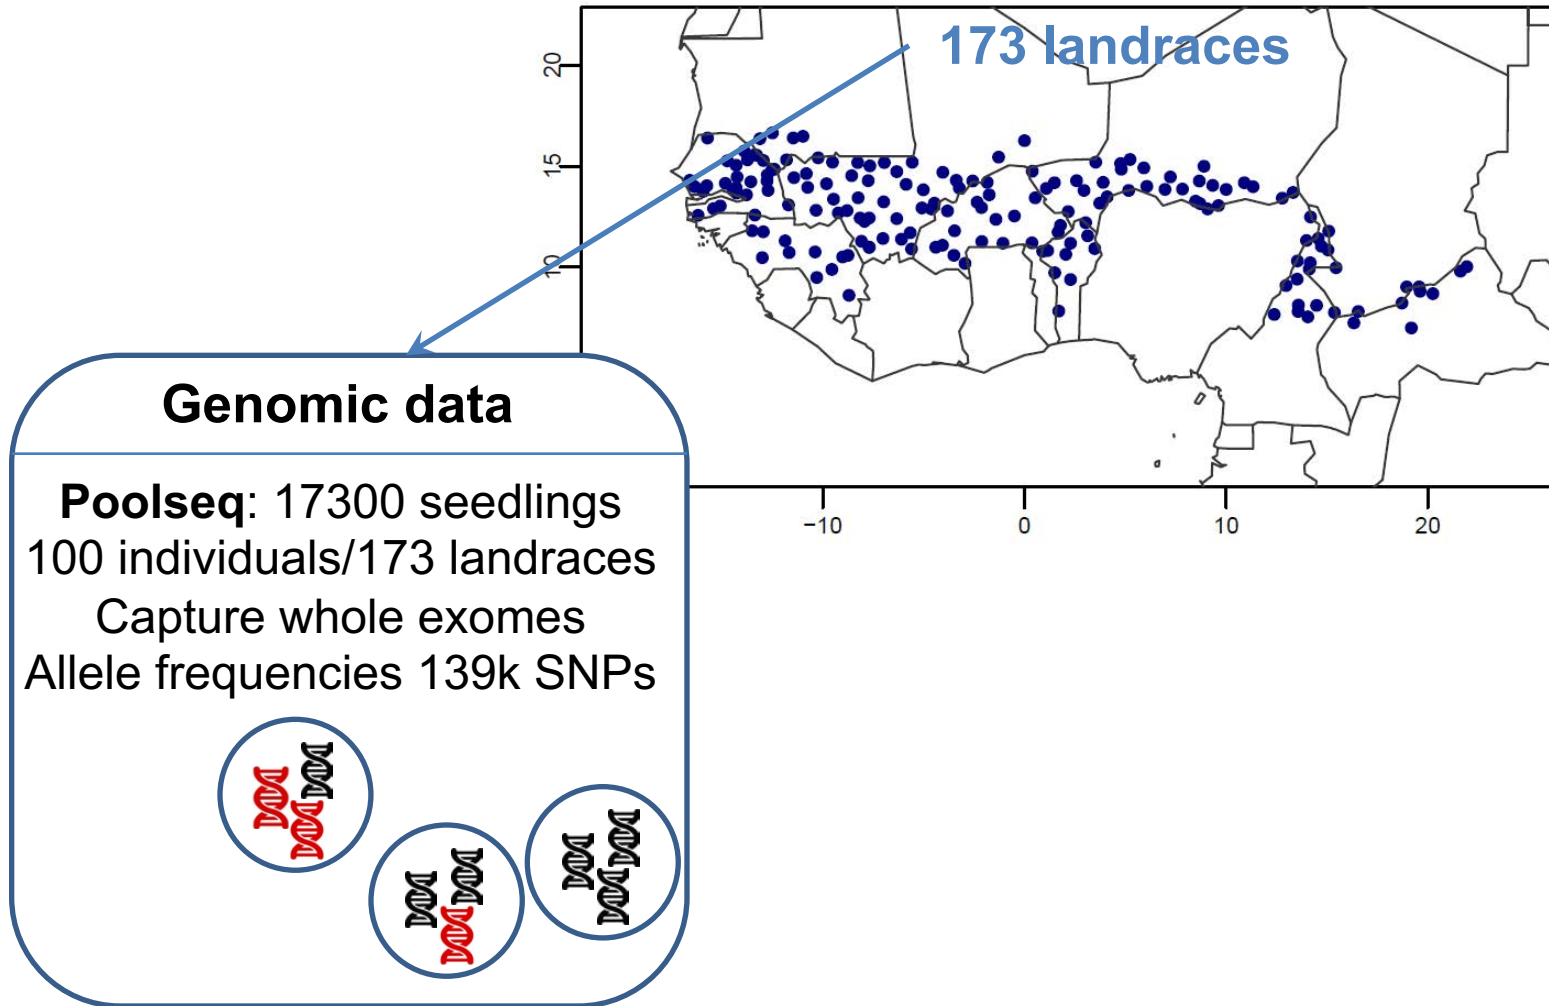 173 landraces
20
15
10
−10
0
10
20
Genomic data
Poolseq: 17300 seedlings
100 individuals/173 landraces
Capture whole exomes
Allele frequencies 139k SNPs